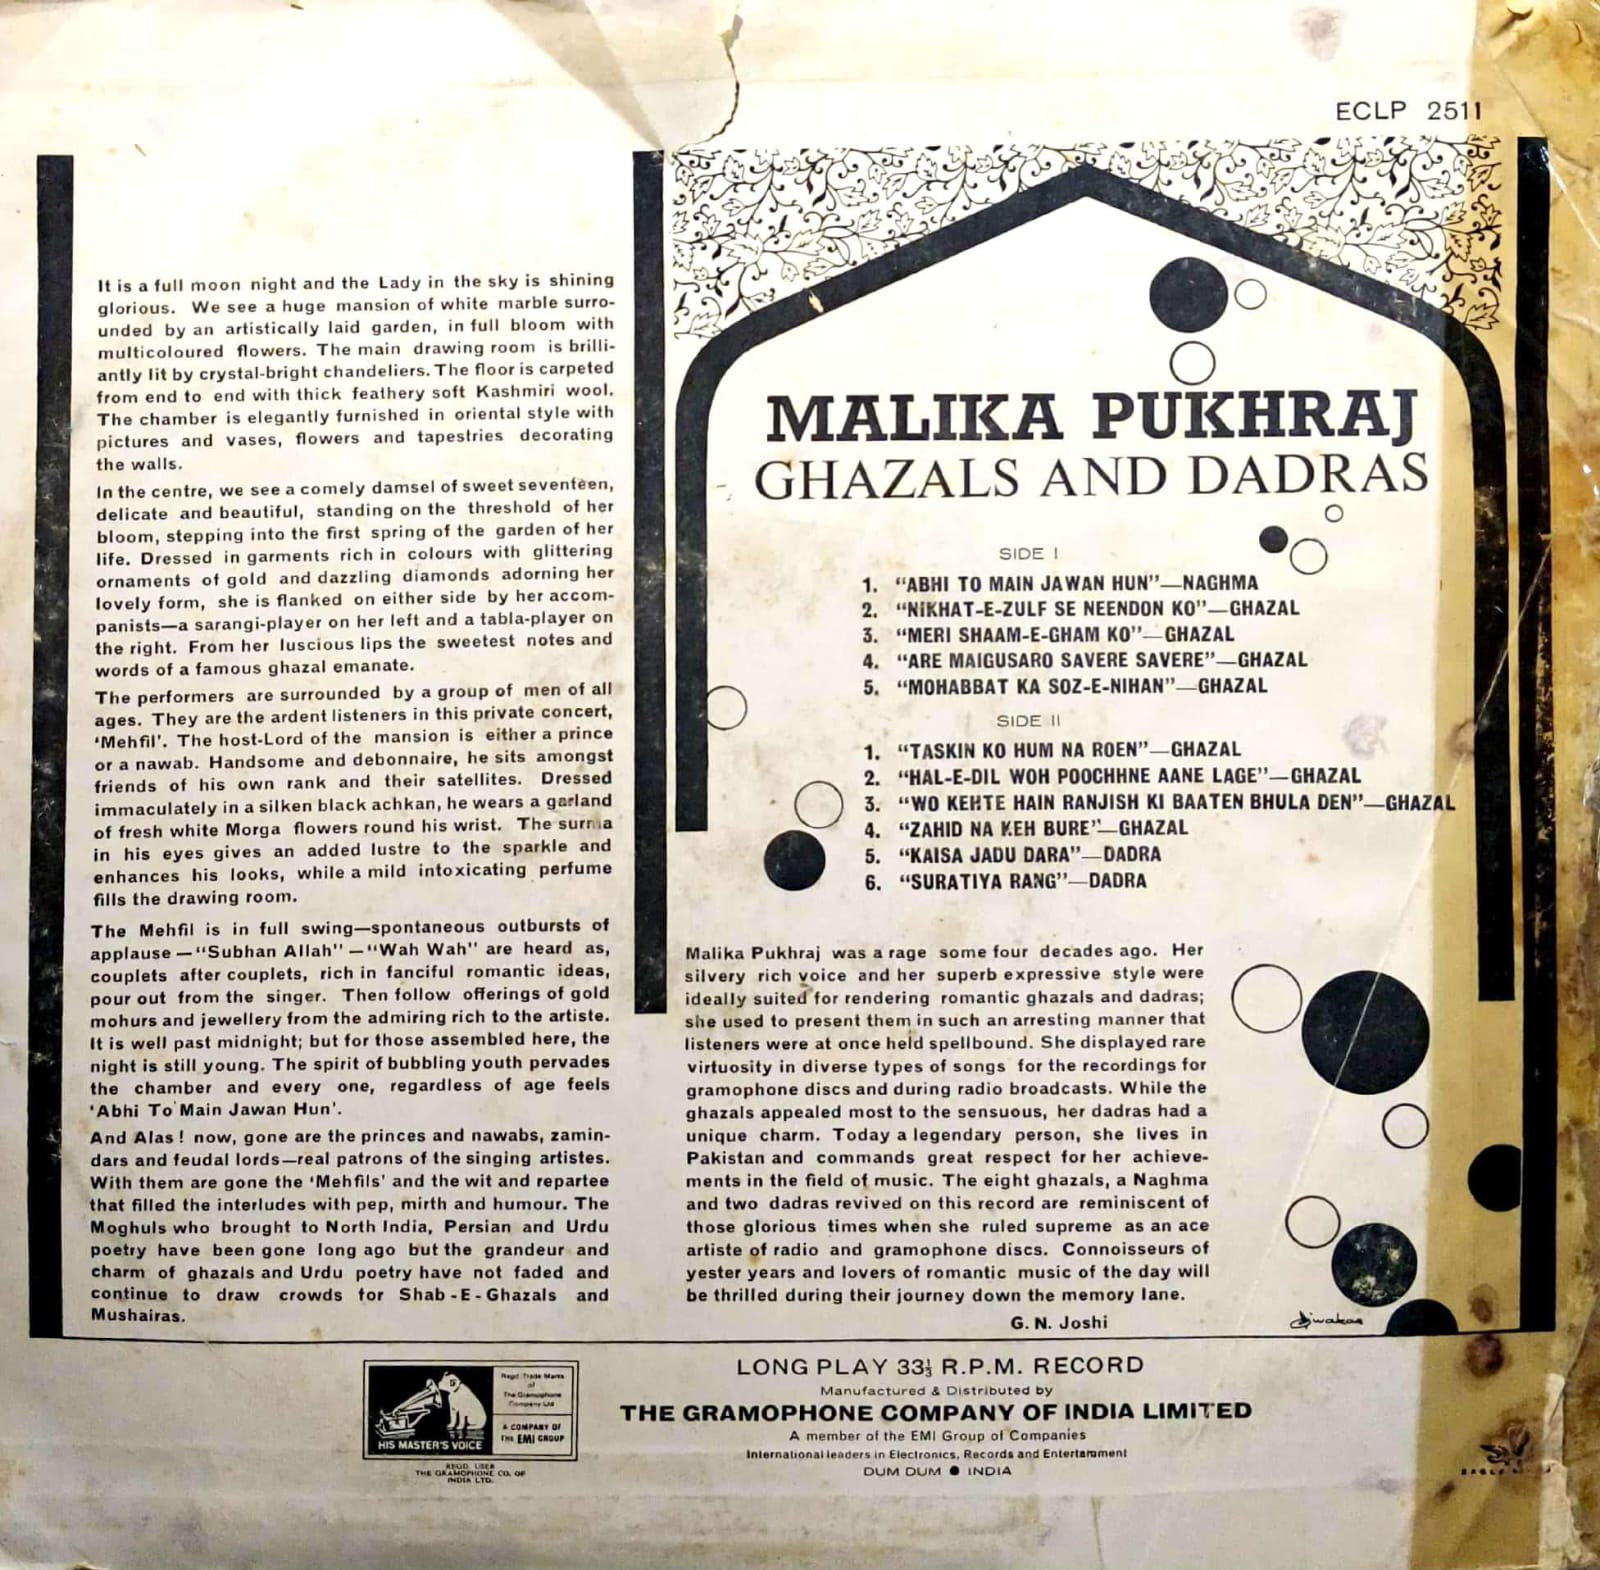 ECLP 2511
It is a full moon night and the Lady in the sky is shining
glorious. We see a huge mansion of white marble surro-
unded by an artistically laid garden, in full bloom with
multicoloured flowers. The main drawing room is brilli-
antly lit by crystal-bright chandeliers. The floor is carpeted
from end to end with thick feathery soft Kashmiri wool.
The chamber is elegantly furnished in oriental style with
pictures and vases, flowers and tapestries decorating
the walls.
In the centre, we see a comely damsel of sweet seventeen,
delicate and beautiful, standing on the threshold of her
bloom, stepping into the first spring of the garden of her
life. Dressed in garments rich in colours with glittering
ornaments of gold and dazzling diamonds adorning her
lovely form, she is flanked on either side by her accom-
panists—a sarangi-player on her left and a tabla-player on
the right. From her luscious lips the sweetest notes and
words of a famous ghazal emanate.
The performers are surrounded by a group of men of all
ages. They are the ardent listeners in this private concert,
‘Mehfil’. The host-Lord of the mansion is either a prince
or a nawab. Handsome and debonnaire, he sits amongst
friends of his own rank and their satellites. Dressed
immaculately in a silken black achkan, he wears a garland
of fresh white Morga flowers round his wrist. The surma
in his eyes gives an added lustre to the sparkle and
enhances his looks, while a mild intoxicating perfume
fills the drawing room.
The Mehfil is in full swing—spontaneous outbursts of
applause—“Subhan Allah”—“Wah Wah” are heard as,
couplets after couplets, rich in fanciful romantic ideas,
pour out from the singer. Then follow offerings of gold
mohurs and jewellery from the admiring rich to the artiste.
It is well past midnight; but for those assembled here, the
night is still young. The spirit of bubbling youth pervades
the chamber and every one, regardless of age feels
‘Abhi To Main Jawan Hun’.
And Alas! now, gone are the princes and nawabs, zamin-
dars and feudal lords—real patrons of the singing artistes.
With them are gone the ‘Mehfils’ and the wit and repartee
that filled the interludes with pep, mirth and humour. The
Moghuls who brought to North India, Persian and Urdu
poetry have been gone long ago but the grandeur and
charm of ghazals and Urdu poetry have not faded and
continue to draw crowds for Shab-E-Ghazals and
Mushairas.
MALIKA PUKHRAJ
GHAZALS AND DADRAS
SIDE I
1. “ABHI TO MAIN JAWAN HUN”—NAGHMA
2. “NIKHAT-E-ZULF SE NEENDON KO”—GHAZAL
3. “MERI SHAAM-E-GHAM KO”—GHAZAL
4. “ARE MAIGUSARO SAVERE SAVERE”—GHAZAL
5. “MOHABBAT KA SOZ-E-NIHAN”—GHAZAL
SIDE II
1. “TASKIN KO HUM NA ROEN”—GHAZAL
2. “HAL-E-DIL WOH POOCHHNE AANE LAGE”—GHAZAL
3. “WO KEHTE HAIN RANJISH KI BAATEN BHULA DEN”—GHAZAL
4. “ZAHID NA KEH BURE”—GHAZAL
5. “KAISA JADU DARA”—DADRA
6. “SURATIYA RANG”—DADRA
Malika Pukhraj was a rage some four decades ago. Her
silvery rich voice and her superb expressive style were
ideally suited for rendering romantic ghazals and dadras;
she used to present them in such an arresting manner that
listeners were at once held spellbound. She displayed rare
virtuosity in diverse types of songs for the recordings for
gramophone discs and during radio broadcasts. While the
ghazals appealed most to the sensuous, her dadras had a
unique charm. Today a legendary person, she lives in
Pakistan and commands great respect for her achieve-
ments in the field of music. The eight ghazals, a Naghma
and two dadras revived on this record are reminiscent of
those glorious times when she ruled supreme as an ace
artiste of radio and gramophone discs. Connoisseurs of
yester years and lovers of romantic music of the day will
be thrilled during their journey down the memory lane.
G. N. Joshi
Diwakar
HIS MASTER'S VOICE
Regd. Trade Marks
of
The Gramophone
Company Ltd
A COMPANY OF
THE EMI GROUP
REGD. USER
THE GRAMOPHONE CO. OF
INDIA LTD.
LONG PLAY 33⅓ R.P.M. RECORD
Manufactured & Distributed by
THE GRAMOPHONE COMPANY OF INDIA LIMITED
A member of the EMI Group of Companies
International leaders in Electronics, Records and Entertainment
DUM DUM ● INDIA